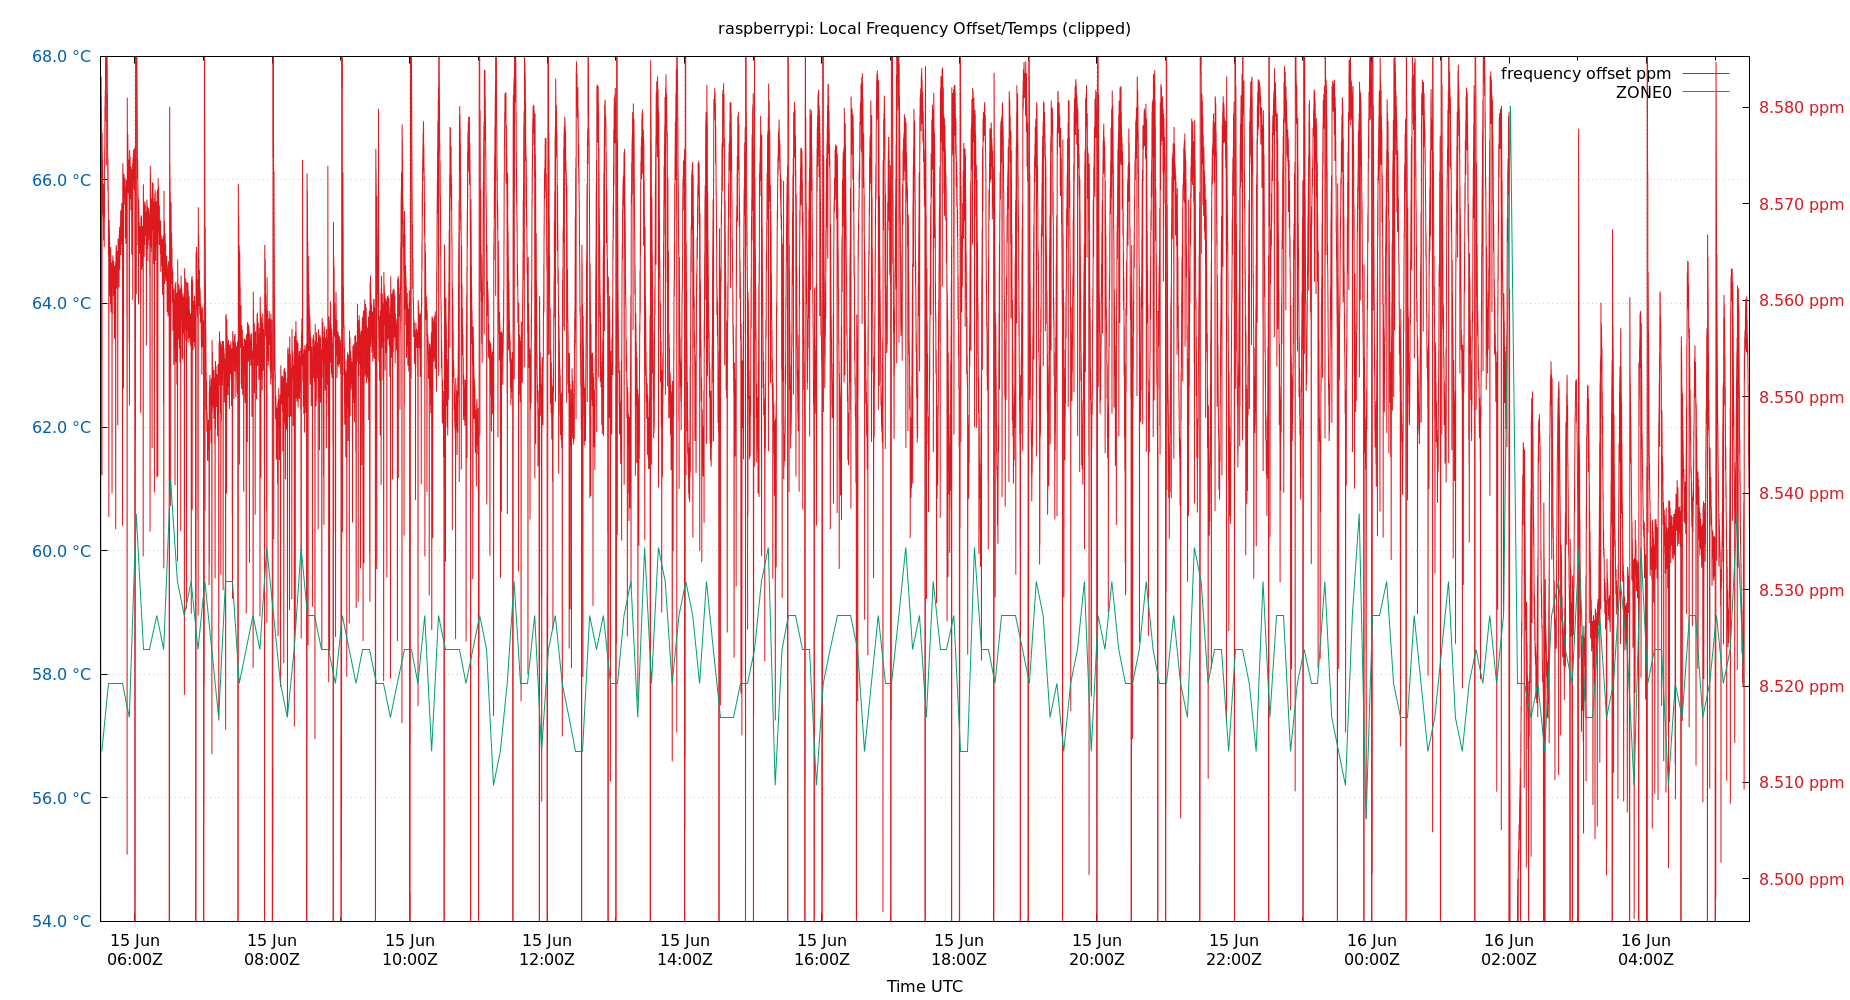 raspberrypi: Local Frequency Offset/Temps (clipped)
68.0 °C
66.0 °C
64.0 °C
62.0 °C
60.0 °C
58.0 °C
56.0 °C
54.0 °C
frequency offset ppm
ZONE0
8.580 ppm
8.570 ppm
8.560 ppm
8.550 ppm
8.540 ppm
8.530 ppm
8.520 ppm
8.510 ppm
8.500 ppm
15 Jun 15 Jun 15 Jun 15 Jun 15 Jun 15 Jun 15 Jun 15 Jun 15 Jun 16 Jun 16 Jun 16 Jun
06:00Z 08:00Z 10:00Z 12:00Z 14:00Z 16:00Z 18:00Z 20:00Z 22:00Z 00:00Z 02:00Z 04:00Z
Time UTC